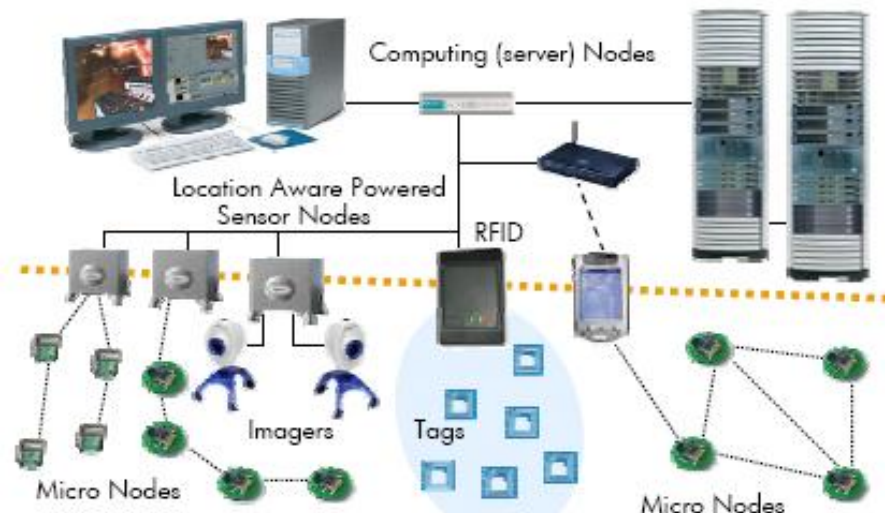 Computing (server) Nodes
Location Aware Powered
Sensor Nodes
RFID
Imagers
Tags
Micro Nodes
Micro Nodes